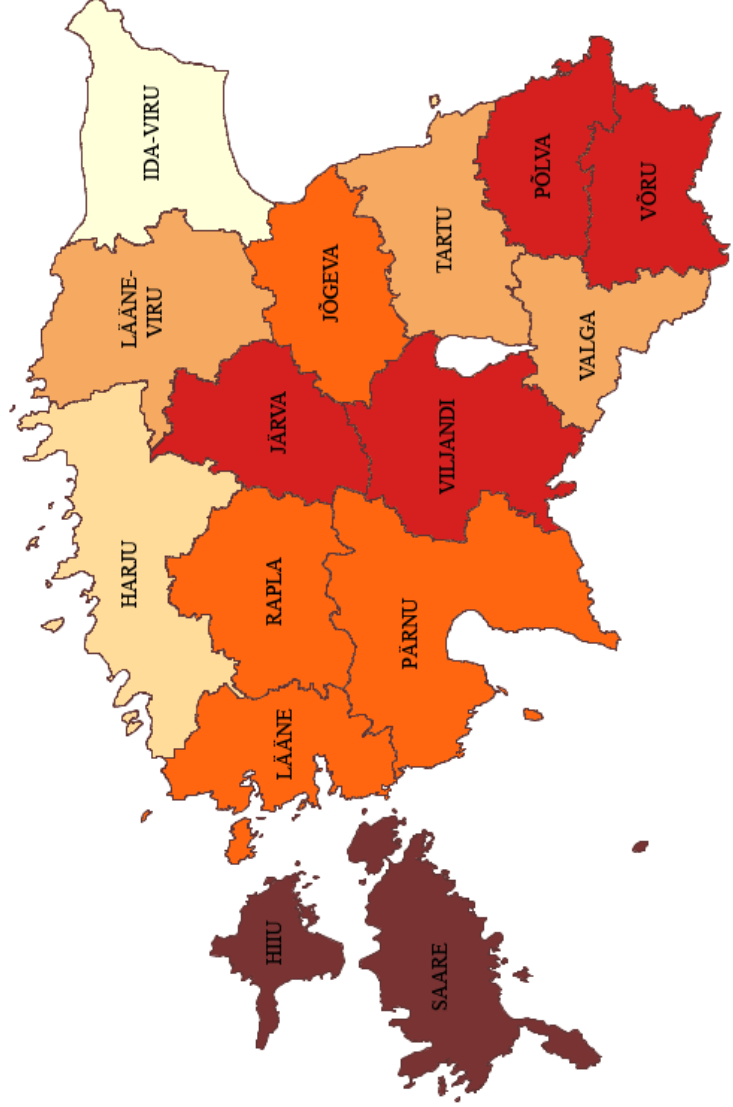 IDA-VIRU
LÄÄNE-
VIRU
HARJU
JÕGEVA
TARTU
PÕLVA
VÕRU
VALGA
JÄRVA
VILJANDI
RAPLA
PÄRNU
LÄÄNE
HIIU
SAARE